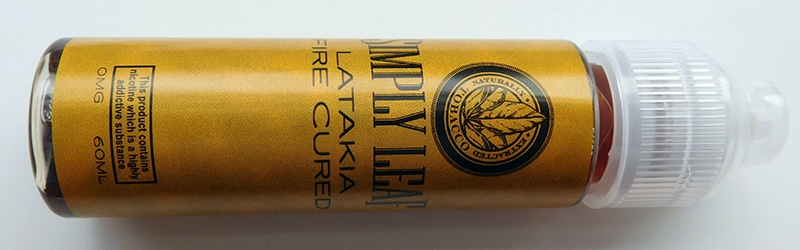 NATURALLY
EXTRACTED
TOBACCO
SIMPLY LEAF
LATAKIA
FIRE CURED
This product contains
nicotine which is a highly
addictive substance
0MG 60ML